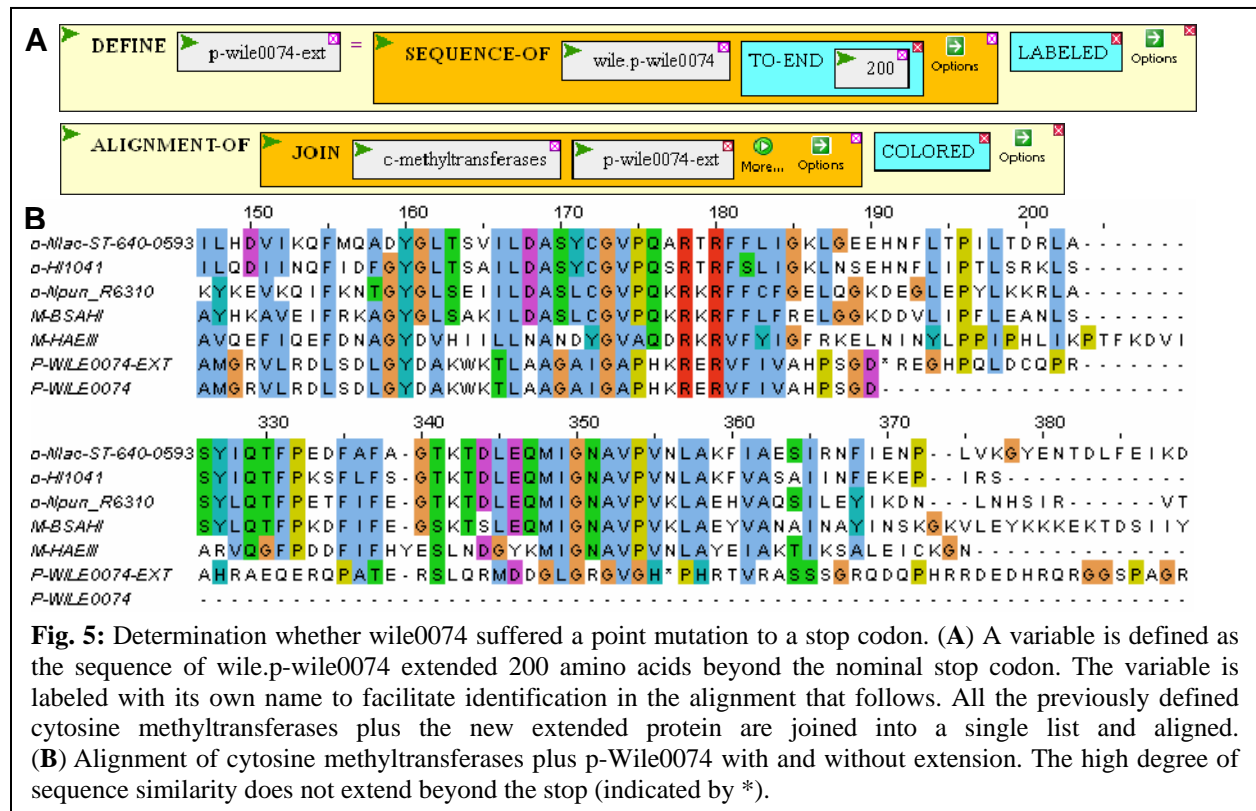 A
DEFINE p-wile0074-ext = SEQUENCE-OF wile.p-wile0074 TO-END 200 Options LABELED Options
ALIGNMENT-OF JOIN c-methyltransferases p-wile0074-ext More... Options COLORED Options
B
150 160 170 180 190 200
o-Nlac-ST-640-0593 ILHDVIKQFMQADYGLTSVILDASYCGVPQARTRFFLIGKLGEEHNFLTPILTDRLA-------
o-HI1041 ILQDIINQFIDFGYGLTSAILDASYCGVPQSRTRFSLIGKLNSEHNFLIPTLSRKLS-------
o-Npun_R6310 KYKEVKQIFKNTGYGLSEIILDASLCGVPQKRKRFFCFGELQGKDEGLEPYLKKRLA-------
M-BSAHI AYHKAVEIFRKAGYGLSAKILDASLCGVPQKRKRFFLFRELGGKDDVLIPFLEANLS-------
M-HAEIII AVQEFIQEFDNAGYDVHIILLNANDYGVAQDRKRVFYIGFRKELNINYLPPIPHLIKPTFKDVI
P-WILE0074-EXT AMGRVLRDLSDLGYDAKWKTLAAGAIGAPHKRERVFIVAHPSGD*REGHPQLDCQPR-------
P-WILE0074 AMGRVLRDLSDLGYDAKWKTLAAGAIGAPHKRERVFIVAHPSGD--------------------
330 340 350 360 370 380
o-Nlac-ST-640-0593 SYIQTFPEDFAFA-GTKTDLEQMIGNAVPVNLAKFIAESIRNFIENP--LVKGYENTDLFEIKD
o-HI1041 SYIQTFPKSFLFS-GTKTDLEQMIGNAVPVNLAKFVASAIINFEKEP--IRS------------
o-Npun_R6310 SYLQTFPETFIFE-GTKTDLEQMIGNAVPVKLAEHVAQSILEYIKDN---LNHSIR------VT
M-BSAHI SYLQTFPKDFIFE-GSKTSLEQMIGNAVPVKLAEYVANAINAYINSKGKVLEYKKKEKTDSIIY
M-HAEIII ARVQGFPDDFIFHYESLNDGYKMIGNAVPVNLAYEIAKTIKSALEICKGN--------------
P-WILE0074-EXT AHRAEQERQPATE-RSLQRMDDGLGRGVGH*PHRTVRASSSGRQDQPHRRDEDHRQRGGSPAGR
P-WILE0074 ----------------------------------------------------------------
Fig. 5: Determination whether wile0074 suffered a point mutation to a stop codon. (A) A variable is defined as
the sequence of wile.p-wile0074 extended 200 amino acids beyond the nominal stop codon. The variable is
labeled with its own name to facilitate identification in the alignment that follows. All the previously defined
cytosine methyltransferases plus the new extended protein are joined into a single list and aligned.
(B) Alignment of cytosine methyltransferases plus p-Wile0074 with and without extension. The high degree of
sequence similarity does not extend beyond the stop (indicated by *).